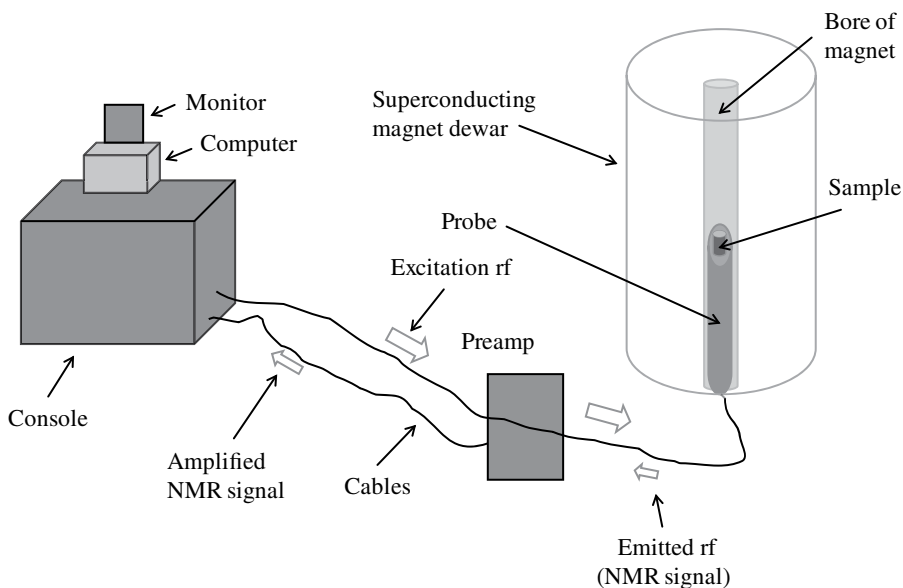 Bore of
magnet
Monitor
Superconducting
magnet dewar
Computer
Sample
Probe
Excitation rf
Preamp
Console
Amplified
NMR signal
Cables
Emitted rf
(NMR signal)